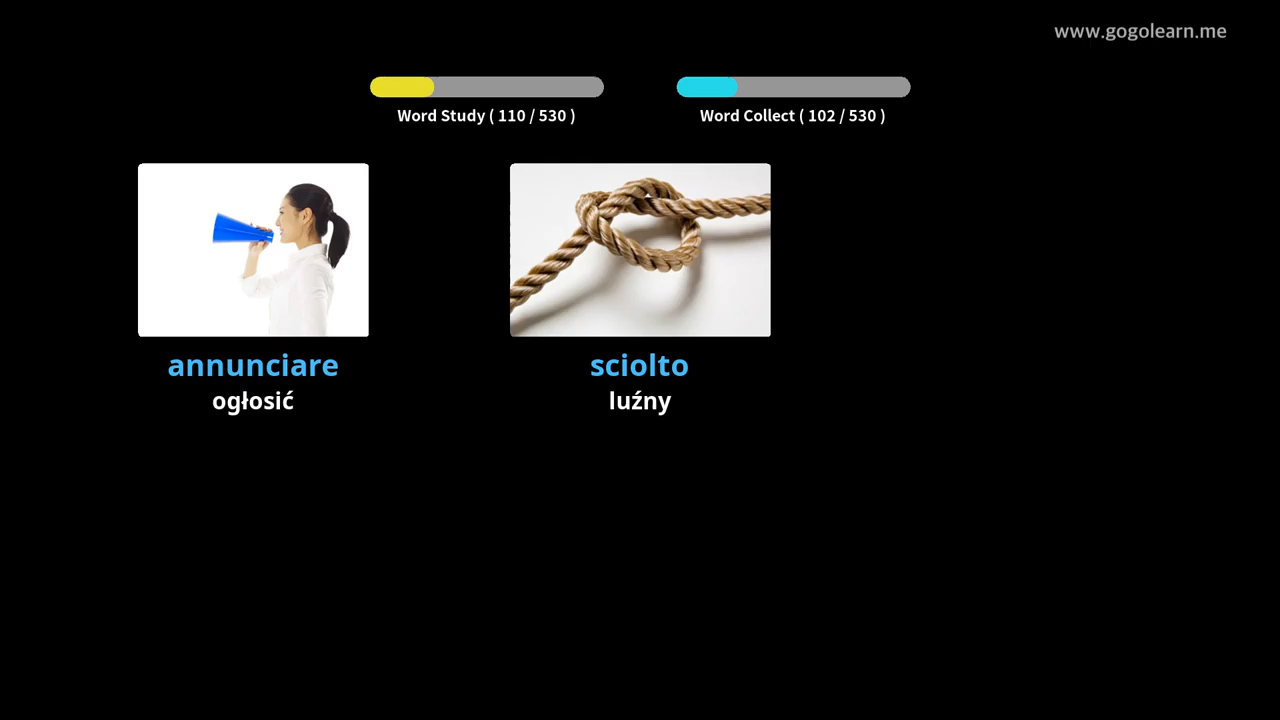 www.gogolearn.me
Word Study ( 110 / 530 )
Word Collect ( 102 / 530 )
annunciare
ogłosić
sciolto
luźny